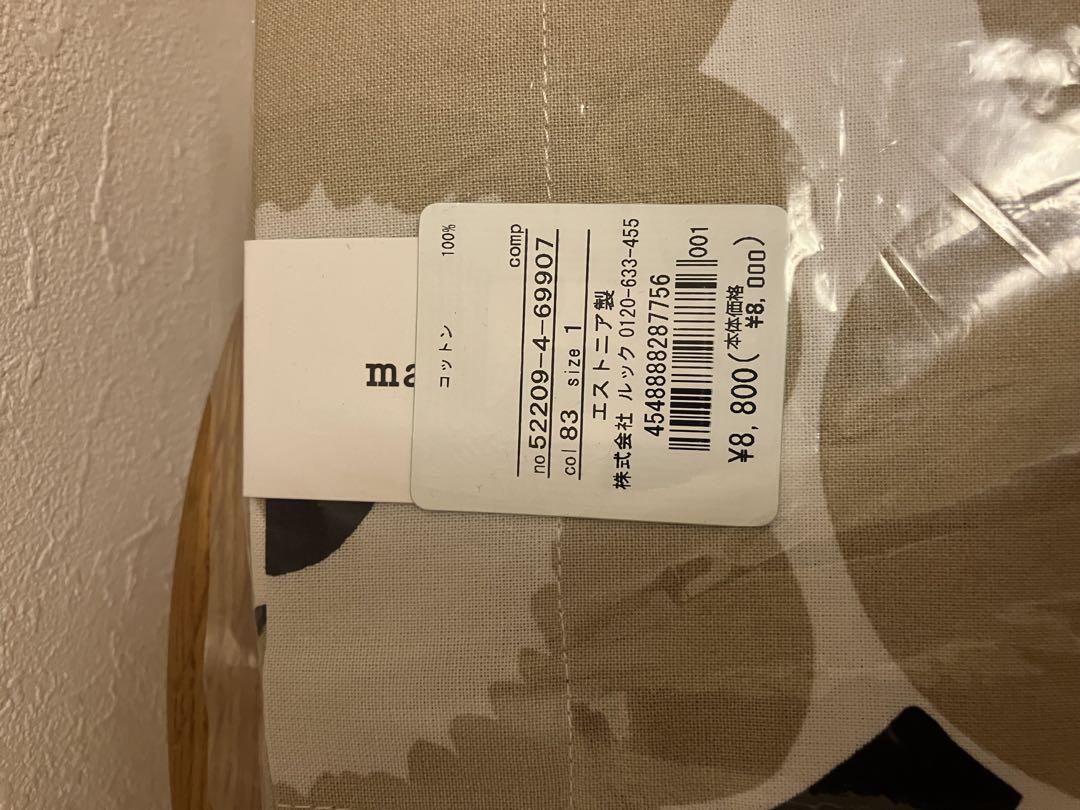 ma
コットン 100%
comp
no 52209-4-69907
col 83 size 1
エストニア製
株式会社 ルック 0120-633-455
4548888287756
001
¥8,800(本体価格 ¥8,000)